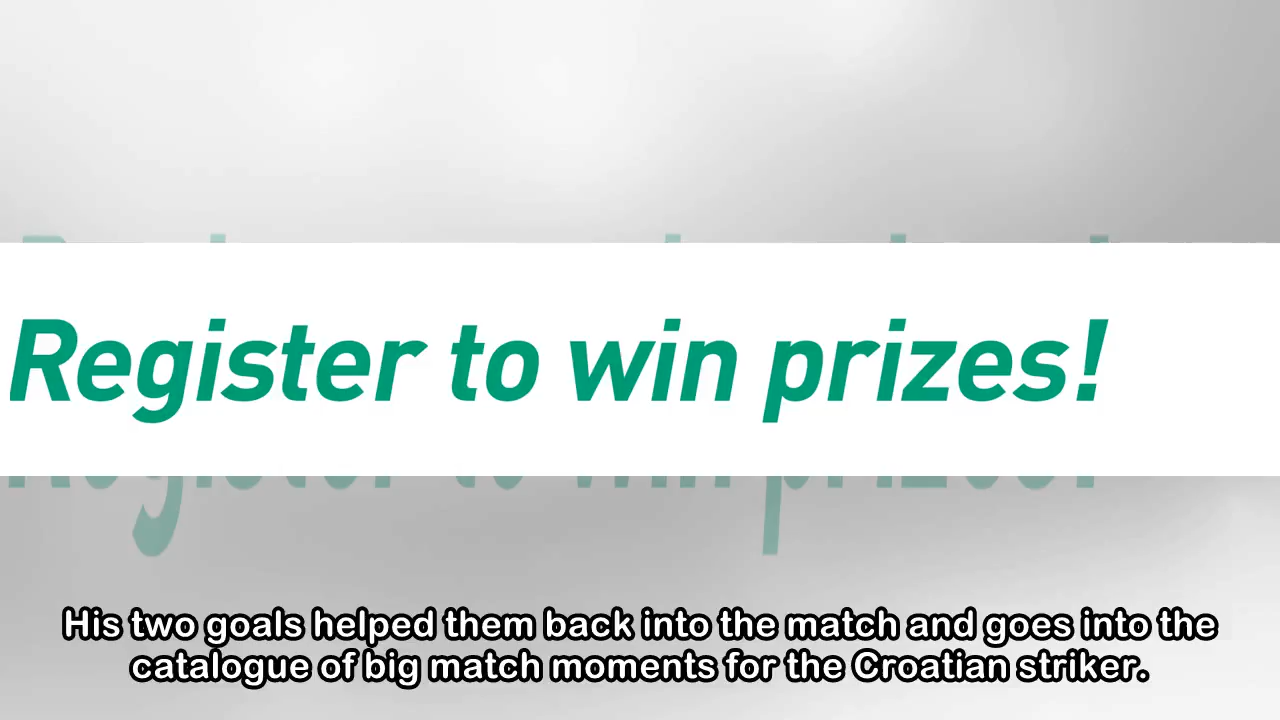 Register to win prizes!
His two goals helped them back into the match and goes into the
catalogue of big match moments for the Croatian striker.